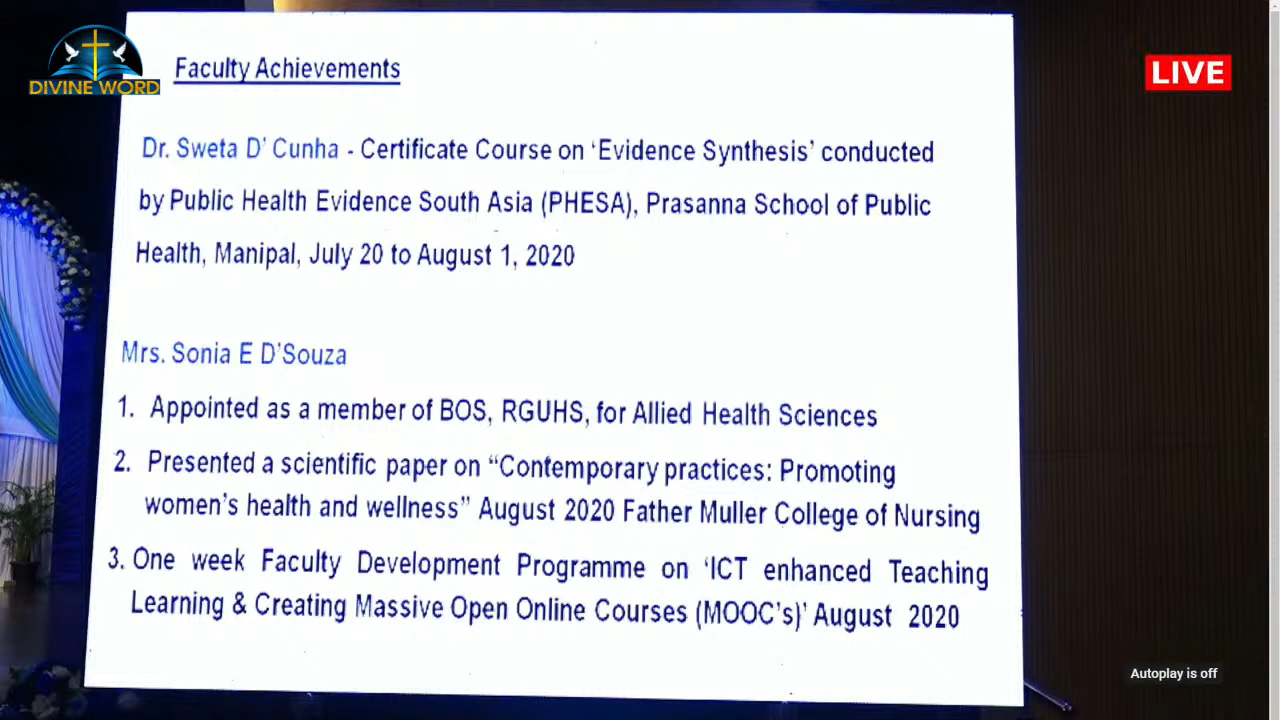 DIVINE WORD
LIVE
Faculty Achievements
Dr. Sweta D' Cunha - Certificate Course on ‘Evidence Synthesis’ conducted
by Public Health Evidence South Asia (PHESA), Prasanna School of Public
Health, Manipal, July 20 to August 1, 2020
Mrs. Sonia E D'Souza
1. Appointed as a member of BOS, RGUHS, for Allied Health Sciences
2. Presented a scientific paper on “Contemporary practices: Promoting
women's health and wellness” August 2020 Father Muller College of Nursing
3. One week Faculty Development Programme on ‘ICT enhanced Teaching
Learning & Creating Massive Open Online Courses (MOOC's)’ August 2020
Autoplay is off